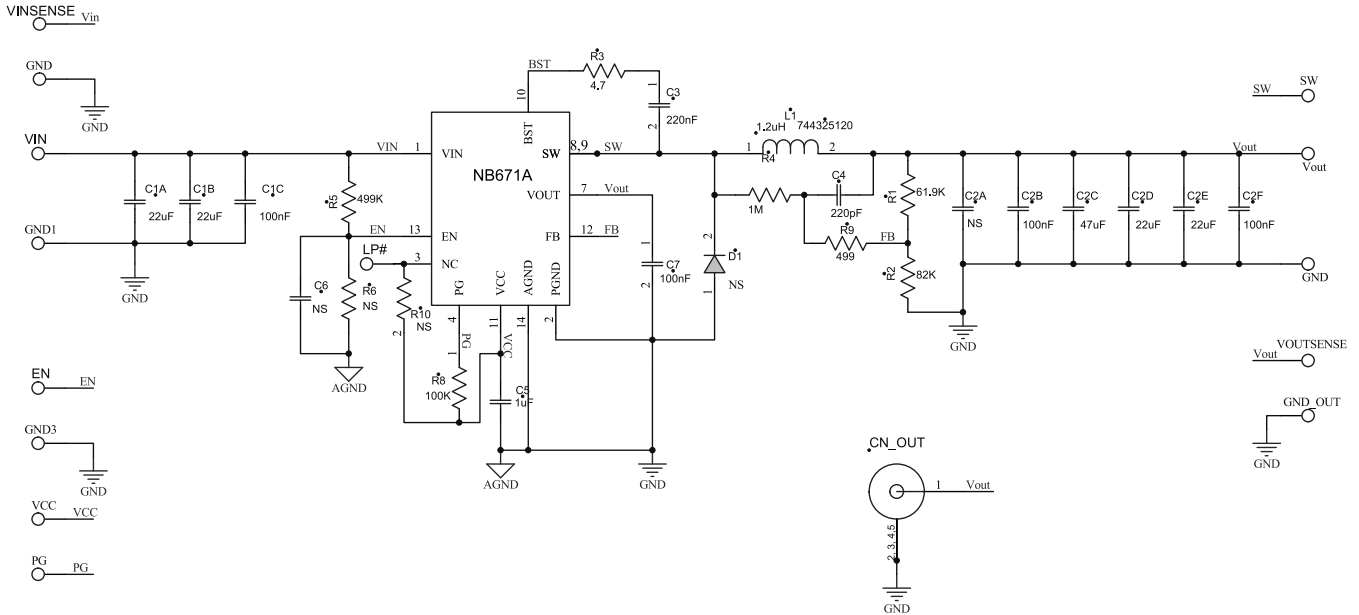 VINSENSE
Vin
GND
GND
VIN
GND1
C1A
22uF
C1B
22uF
C1C
100nF
GND
VIN
1
R5
499K
EN
13
LP#
3
C6
NS
R6
NS
AGND
R10
NS
2
BST
10
R3
4.7
1
C3
220nF
2
NB671A
VIN
BST
SW
VOUT
FB
EN
NC
PG
VCC
AGND
PGND
8,9
SW
7
Vout
12
FB
4
11
14
2
PG
VCC
1
R8
100K
C5
1uF
AGND
1
C7
100nF
2
GND
L1
1.2uH
744325120
1
2
R4
1M
C4
220pF
R9
499
FB
2
D1
NS
1
R1
61.9K
R2
82K
GND
C2A
NS
C2B
100nF
C2C
47uF
C2D
22uF
C2E
22uF
C2F
100nF
SW
SW
Vout
Vout
GND
VOUTSENSE
Vout
GND_OUT
GND
EN
EN
GND3
GND
VCC
VCC
PG
PG
CN_OUT
1
Vout
2, 3, 4,5
GND